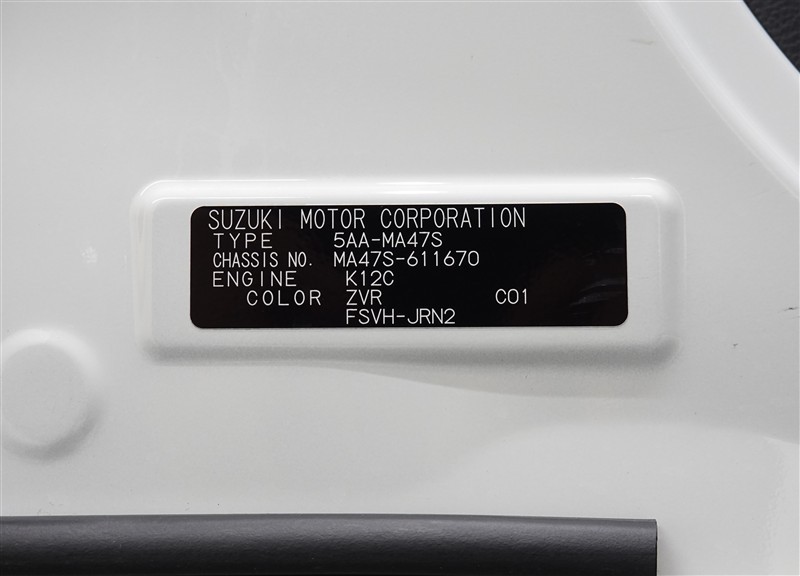 SUZUKI MOTOR CORPORATION
TYPE 5AA-MA47S
CHASSIS NO. MA47S-611670
ENGINE K12C
COLOR ZVR C01
FSVH-JRN2